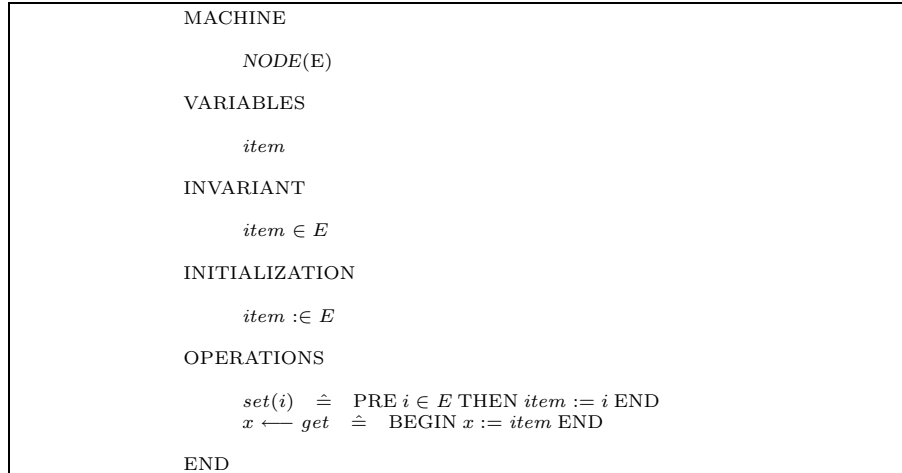 MACHINE
NODE(E)
VARIABLES
item
INVARIANT
item ∈ E
INITIALIZATION
item :∈ E
OPERATIONS
set(i) ≙ PRE i ∈ E THEN item := i END
x ⟵ get ≙ BEGIN x := item END
END